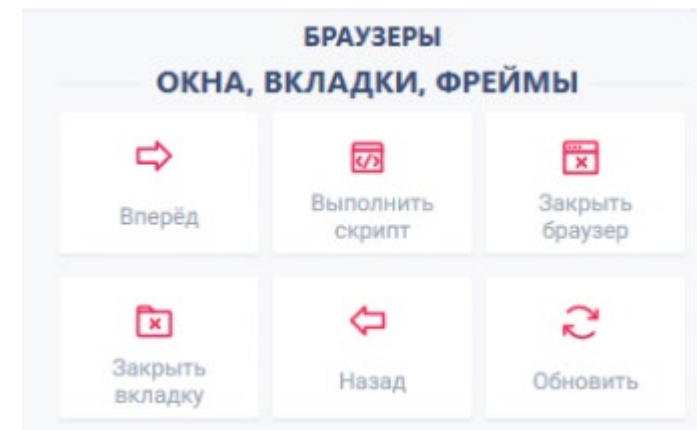 БРАУЗЕРЫ
ОКНА, ВКЛАДКИ, ФРЕЙМЫ
Вперёд
Выполнить
скрипт
Закрыть
браузер
Закрыть
вкладку
Назад
Обновить